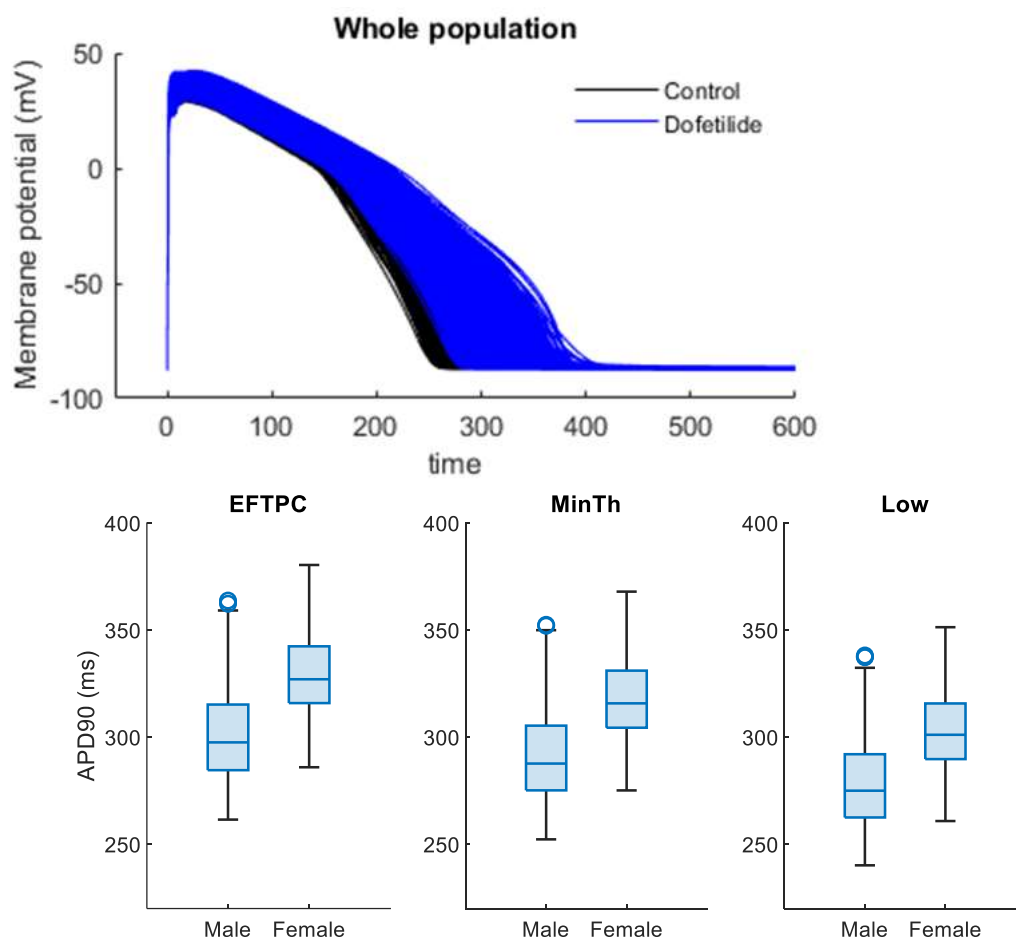 Whole population
Membrane potential (mV)
50
0
-50
-100
Control
Dofetilide
0 100 200 300 400 500 600
time
EFTPC
MinTh
Low
APD90 (ms)
400
350
300
250
Male Female
400
350
300
250
Male Female
400
350
300
250
Male Female